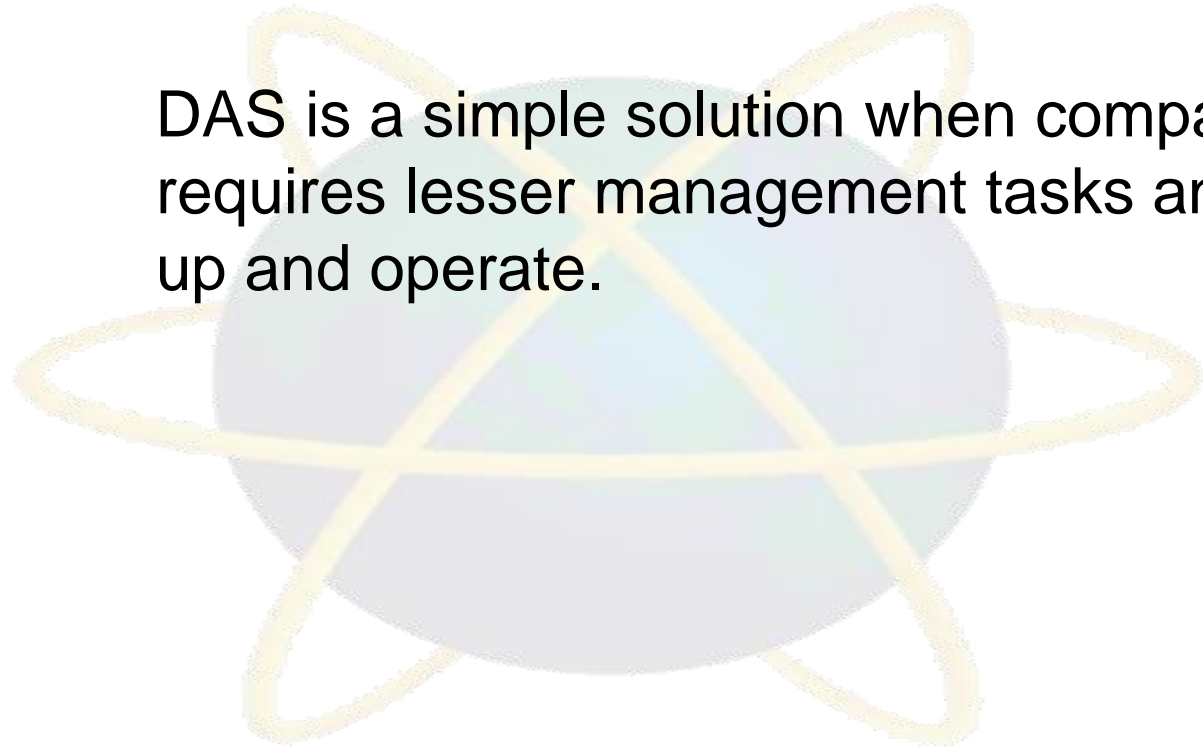 DAS is a simple solution when compa
requires lesser management tasks ar
up and operate.